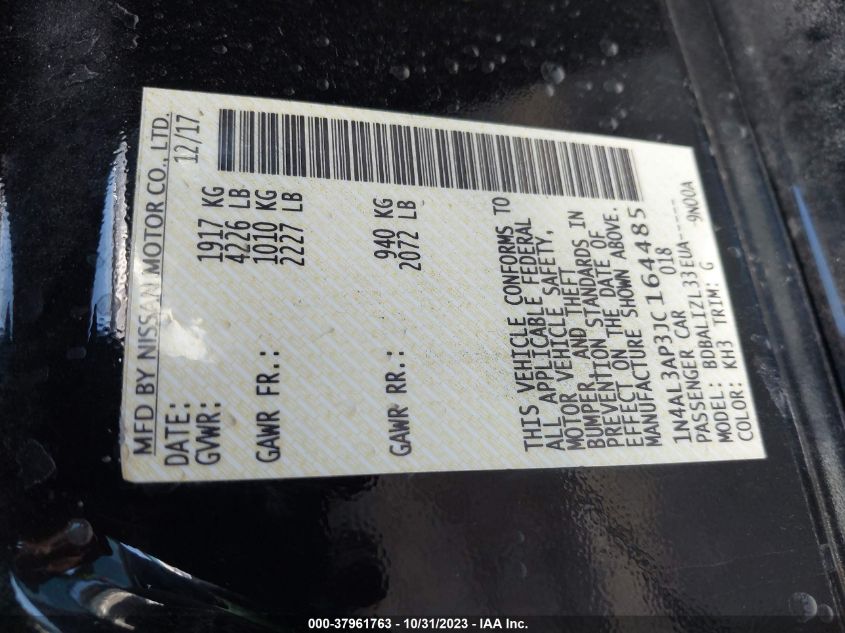 MFD BY NISSAN MOTOR CO., LTD.
DATE: 12/17
GVWR: 1917 KG
4226 LB
GAWR FR.: 1010 KG
2227 LB
GAWR RR.: 940 KG
2072 LB
THIS VEHICLE CONFORMS TO
ALL APPLICABLE FEDERAL
MOTOR VEHICLE SAFETY,
BUMPER AND THEFT
PREVENTION STANDARDS IN
EFFECT ON THE DATE OF
MANUFACTURE SHOWN ABOVE.
1N4AL3AP3JC164485
PASSENGER CAR 018
MODEL: BDBALIZL33EUA-----
COLOR: KH3 TRIM: G 9N00A
000-37961763 - 10/31/2023 - IAA Inc.